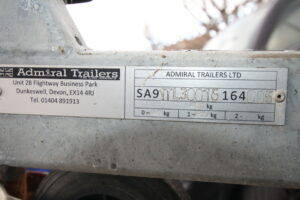 Admiral Trailers
Unit 28 Flightway Business Park
Dunkeswell, Devon, EX14 4RJ
Tel. 01404 891913
ADMIRAL TRAILERS LTD
SA9 164
kg
0 - kg 1 - kg 2 - kg